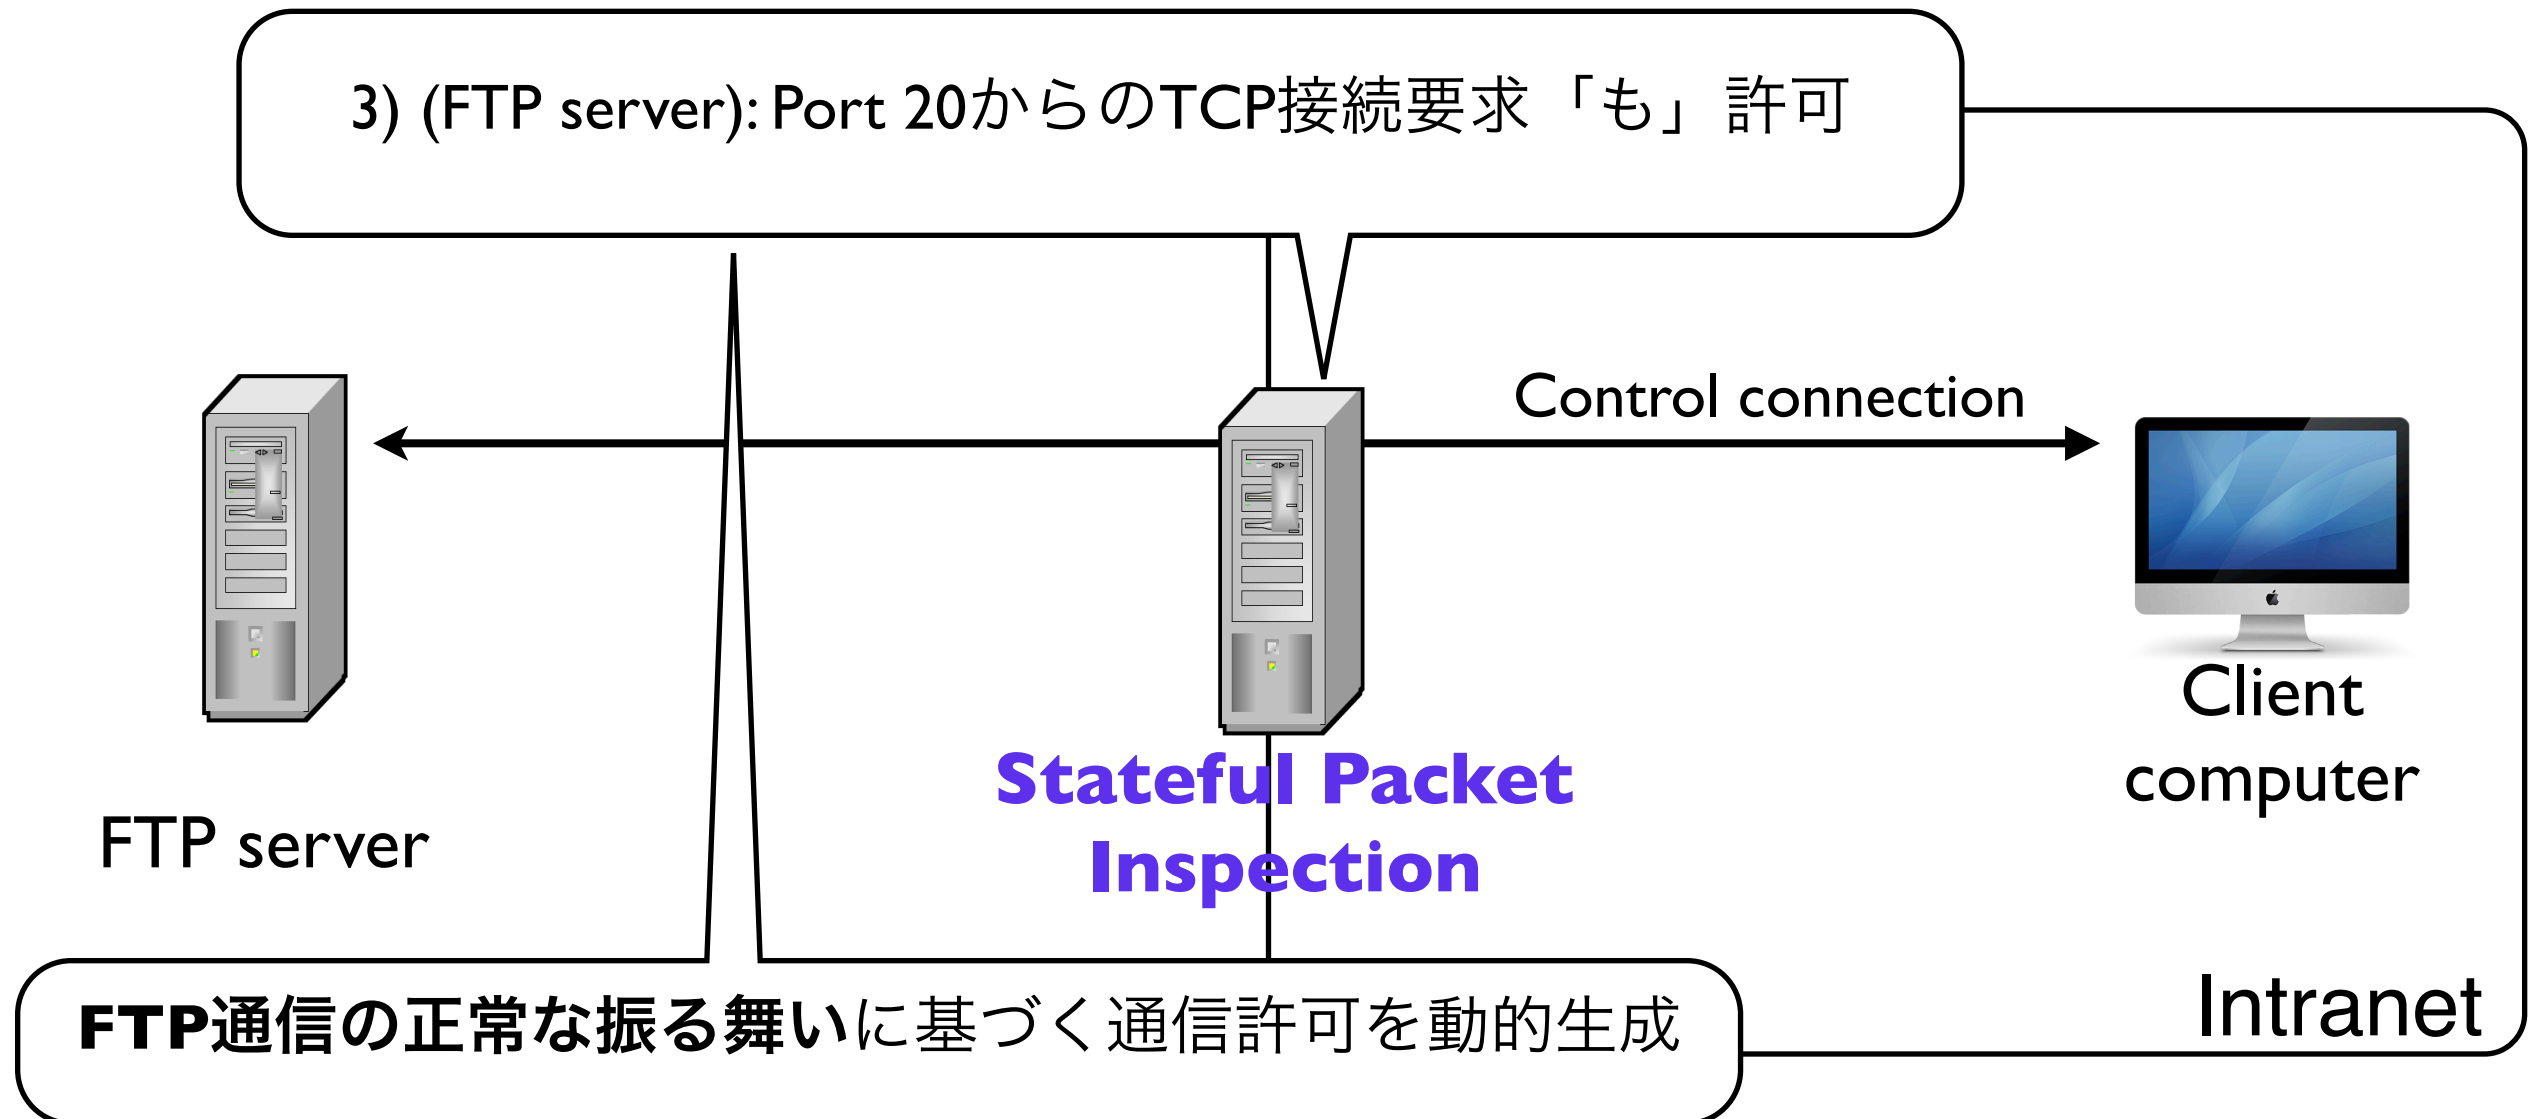 3) (FTP server): Port 20からのTCP接続要求「も」許可
Control connection
Client
computer
Stateful Packet
Inspection
FTP server
FTP通信の正常な振る舞いに基づく通信許可を動的生成
Intranet